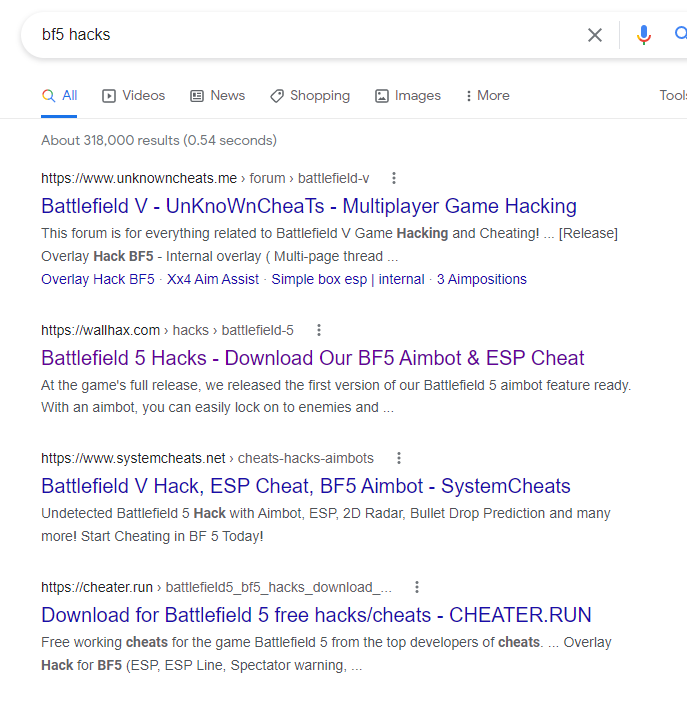 bf5 hacks
All Videos News Shopping Images More Tools
About 318,000 results (0.54 seconds)
https://www.unknowncheats.me › forum › battlefield-v
Battlefield V - UnKnoWnCheaTs - Multiplayer Game Hacking
This forum is for everything related to Battlefield V Game Hacking and Cheating! ... [Release]
Overlay Hack BF5 - Internal overlay ( Multi-page thread ...
Overlay Hack BF5 · Xx4 Aim Assist · Simple box esp | internal · 3 Aimpositions
https://wallhax.com › hacks › battlefield-5
Battlefield 5 Hacks - Download Our BF5 Aimbot & ESP Cheat
At the game's full release, we released the first version of our Battlefield 5 aimbot feature ready.
With an aimbot, you can easily lock on to enemies and ...
https://www.systemcheats.net › cheats-hacks-aimbots
Battlefield V Hack, ESP Cheat, BF5 Aimbot - SystemCheats
Undetected Battlefield 5 Hack with Aimbot, ESP, 2D Radar, Bullet Drop Prediction and many
more! Start Cheating in BF 5 Today!
https://cheater.run › battlefield5_bf5_hacks_download_...
Download for Battlefield 5 free hacks/cheats - CHEATER.RUN
Free working cheats for the game Battlefield 5 from the top developers of cheats. ... Overlay
Hack for BF5 (ESP, ESP Line, Spectator warning, ...